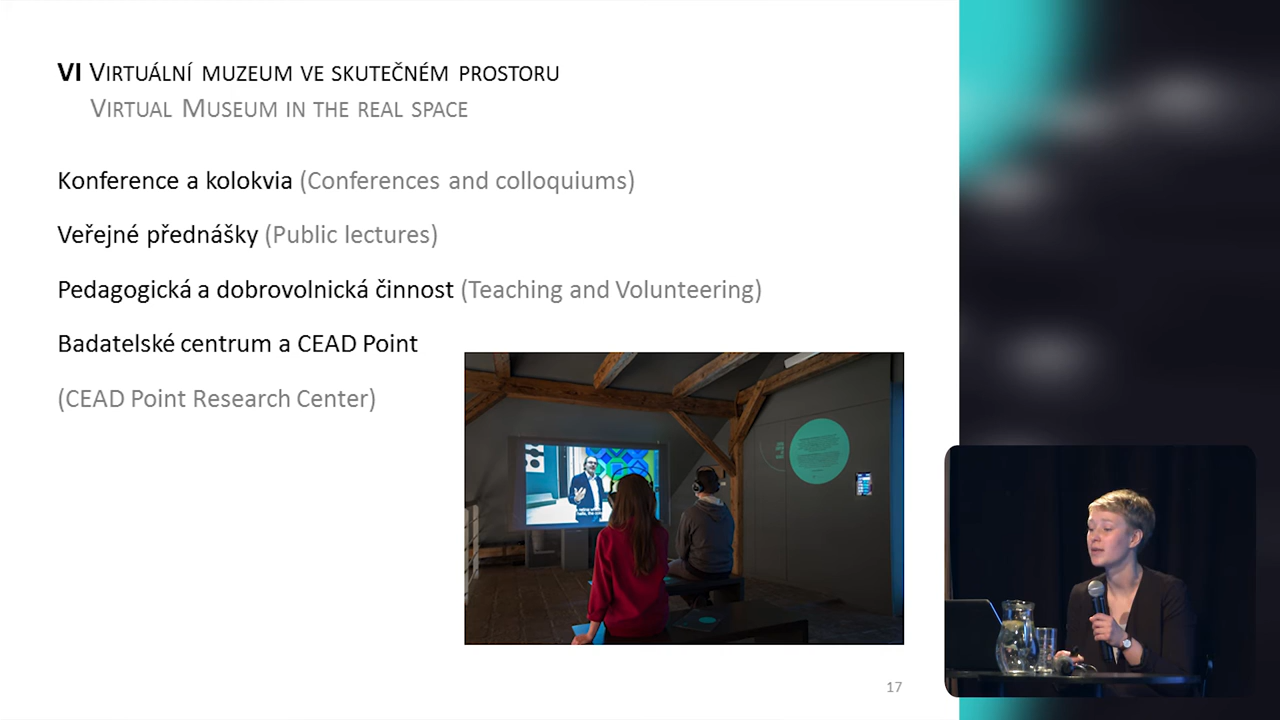 VI VIRTUÁLNÍ MUZEUM VE SKUTEČNÉM PROSTORU
VIRTUAL MUSEUM IN THE REAL SPACE
Konference a kolokvia (Conferences and colloquiums)
Veřejné přednášky (Public lectures)
Pedagogická a dobrovolnická činnost (Teaching and Volunteering)
Badatelské centrum a CEAD Point
(CEAD Point Research Center)
17